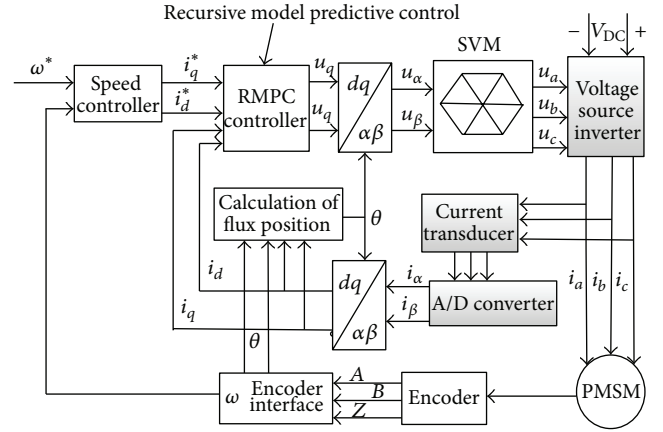 Recursive model predictive control
− V_DC +
SVM
ω*
Speed
controller
i_q*
i_d*
RMPC
controller
u_q
u_q
dq
αβ
u_α
u_β
u_a
u_b
u_c
Voltage
source
inverter
Calculation of
flux position
θ
Current
transducer
i_d
i_q
dq
αβ
i_α
i_β
A/D converter
i_a
i_b
i_c
θ
ω
Encoder
interface
A
B
Z
Encoder
PMSM